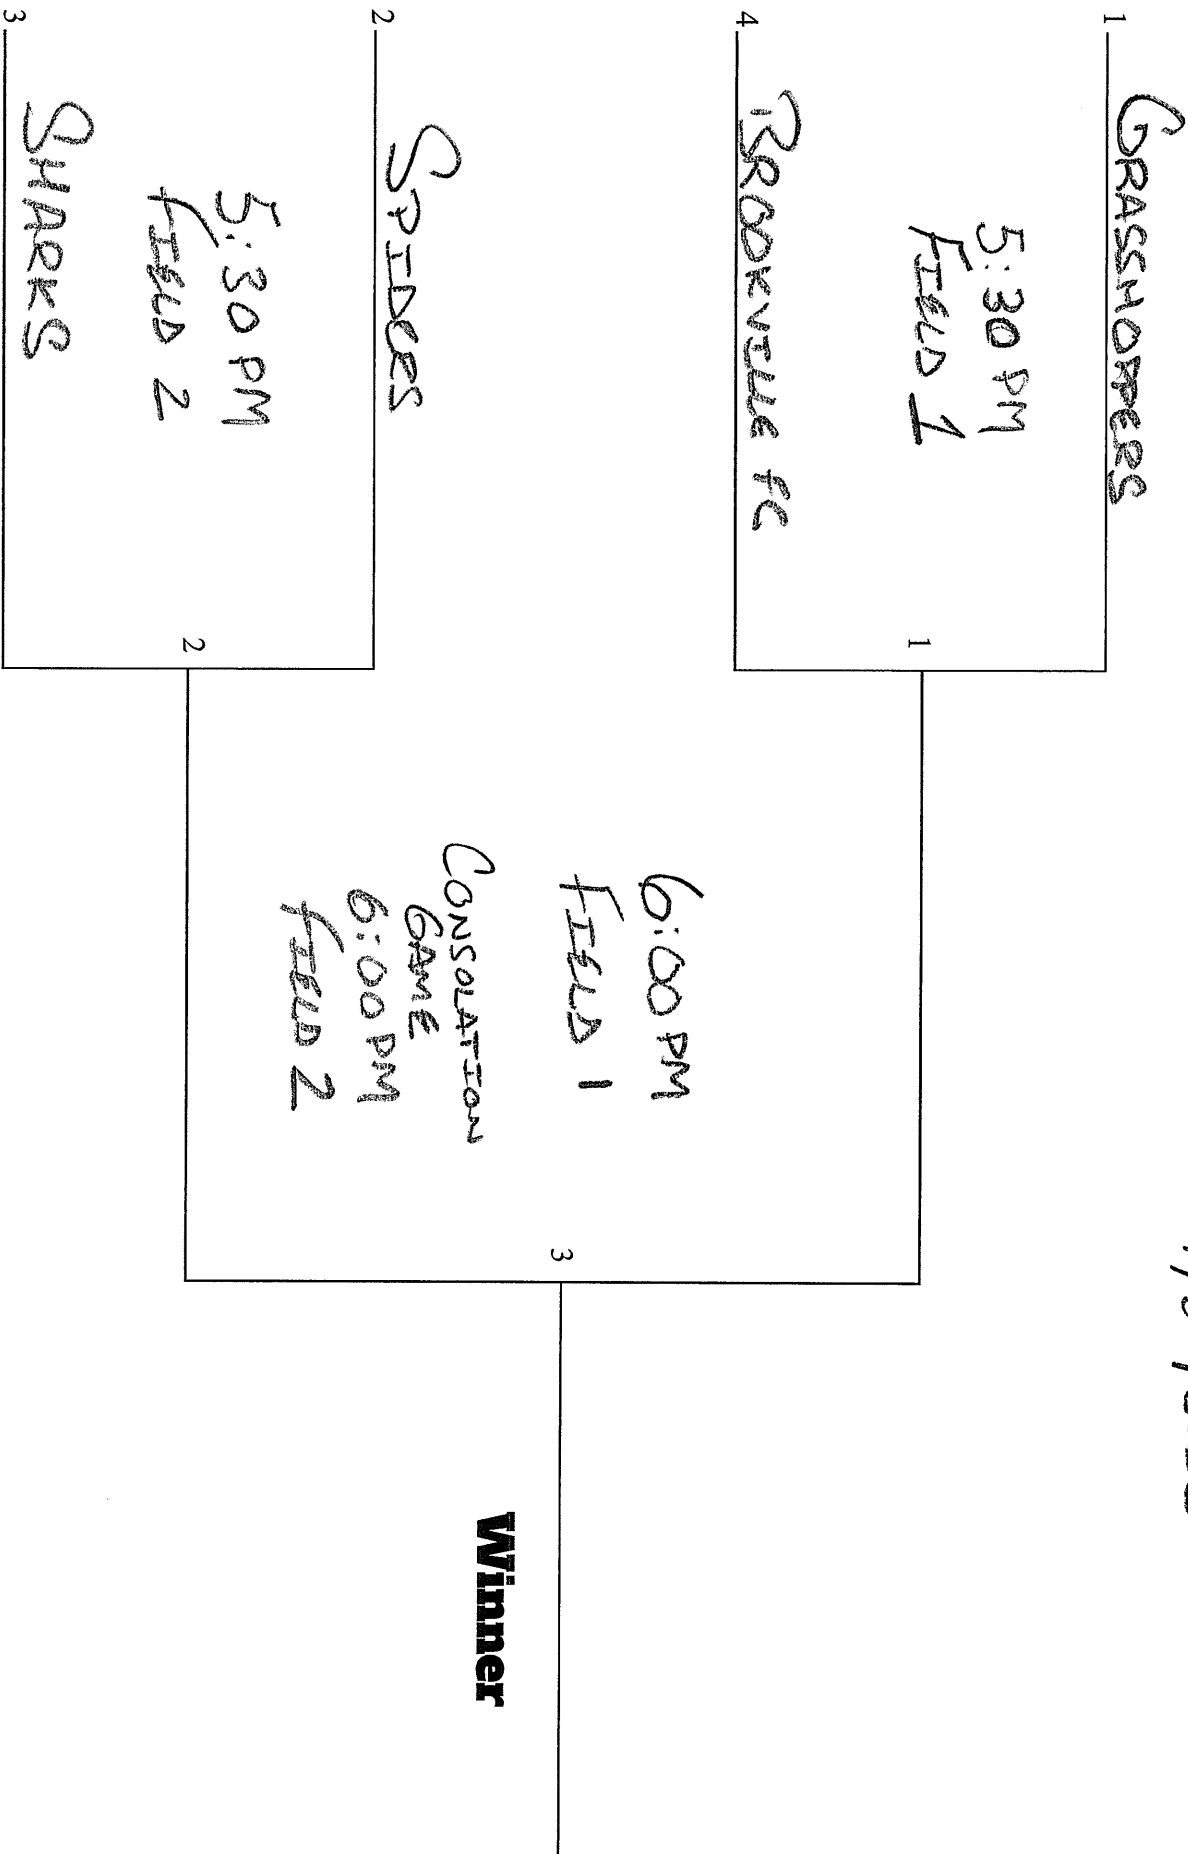 1
GRASSHOPPERS
5:30 PM
FIELD 1
1
4
BROOKVILLE FC
6:00 PM
FIELD 1
3
CONSOLATION
GAME
6:00 PM
FIELD 2
Winner
2
SPIDERS
5:30 PM
FIELD 2
2
3
SHARKS